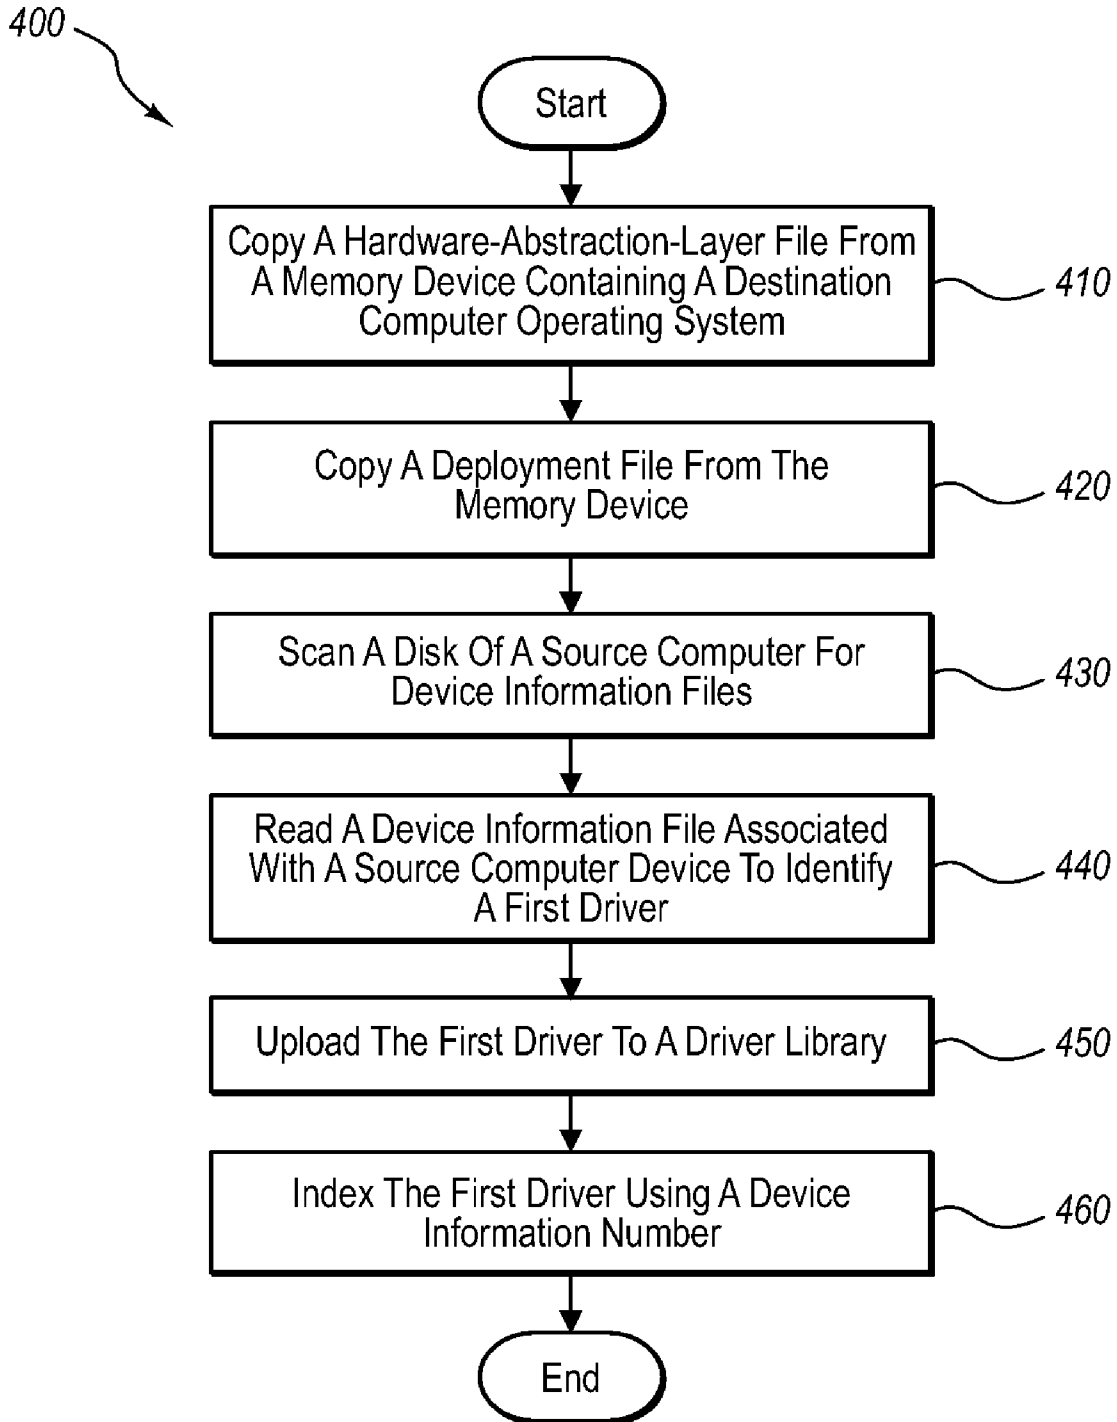 400
Start
Copy A Hardware-Abstraction-Layer File From
A Memory Device Containing A Destination
Computer Operating System
410
Copy A Deployment File From The
Memory Device
420
Scan A Disk Of A Source Computer For
Device Information Files
430
Read A Device Information File Associated
With A Source Computer Device To Identify
A First Driver
440
Upload The First Driver To A Driver Library
450
Index The First Driver Using A Device
Information Number
460
End